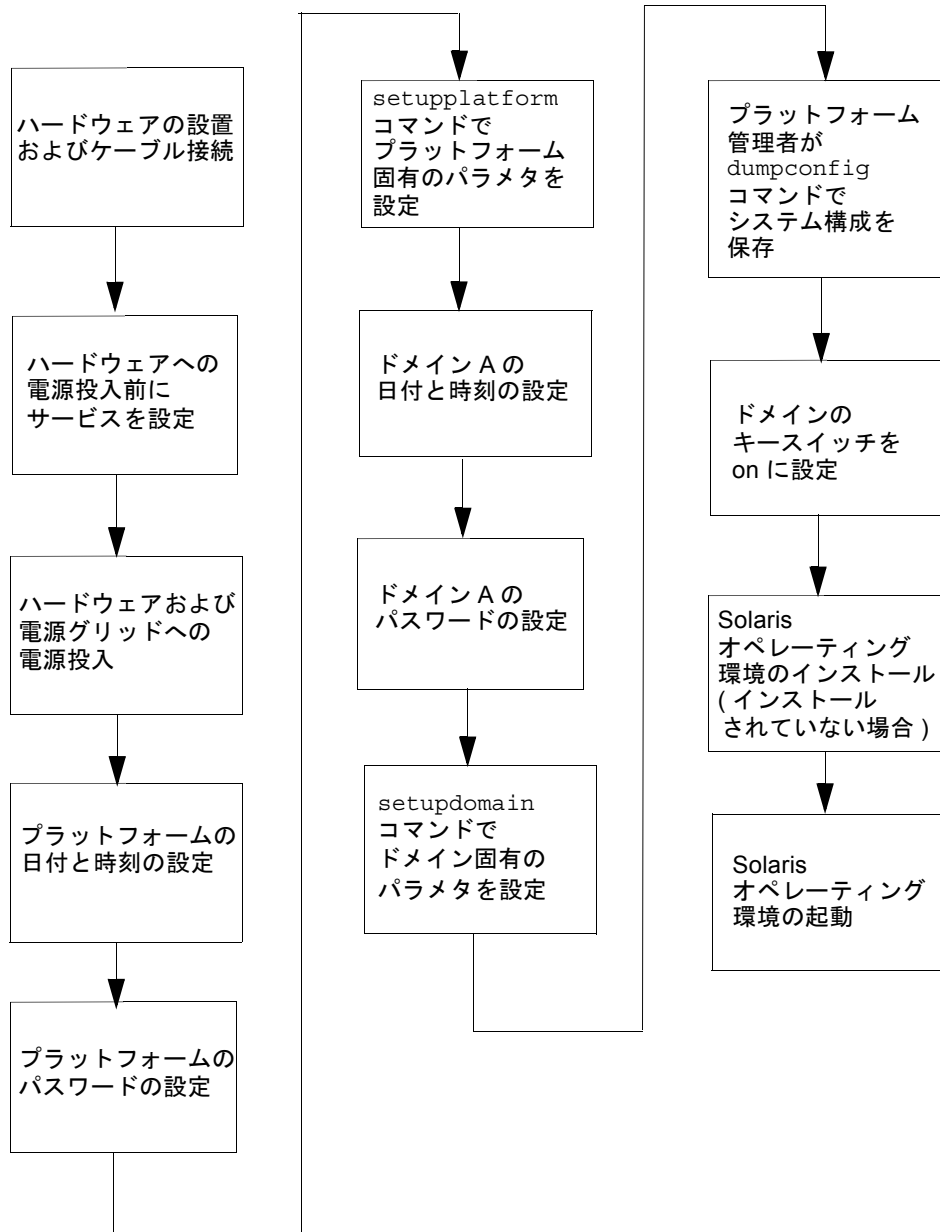 ハードウェアの設置
およびケーブル接続
ハードウェアへの
電源投入前に
サービスを設定
ハードウェアおよび
電源グリッドへの
電源投入
プラットフォームの
日付と時刻の設定
プラットフォームの
パスワードの設定
setupplatform
コマンドで
プラットフォーム
固有のパラメタを
設定
ドメイン A の
日付と時刻の設定
ドメイン A の
パスワードの設定
setupdomain
コマンドで
ドメイン固有の
パラメタを設定
プラットフォーム
管理者が
dumpconfig
コマンドで
システム構成を
保存
ドメインの
キースイッチを
on に設定
Solaris
オペレーティング
環境のインストール
( インストール
されていない場合 )
Solaris
オペレーティング
環境の起動